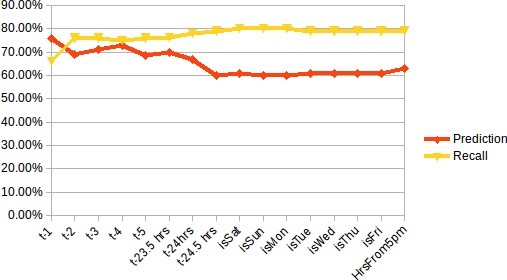 90.00%
80.00%
70.00%
60.00%
50.00%
40.00%
30.00%
20.00%
10.00%
0.00%
Prediction
Recall
t-1
t-2
t-3
t-4
t-5
t-23.5 hrs
t-24hrs
t-24.5 hrs
isSat
isSun
isMon
isTue
isWed
isThu
isFri
HrsFrom5pm